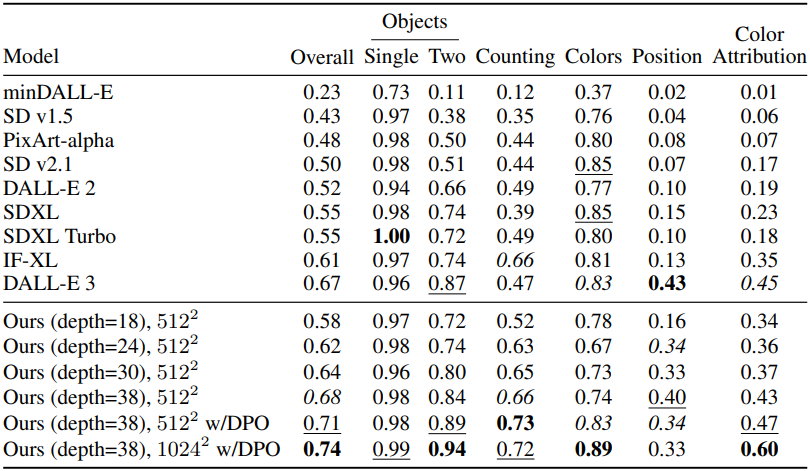 Objects Color
Model Overall Single Two Counting Colors Position Attribution
minDALL-E 0.23 0.73 0.11 0.12 0.37 0.02 0.01
SD v1.5 0.43 0.97 0.38 0.35 0.76 0.04 0.06
PixArt-alpha 0.48 0.98 0.50 0.44 0.80 0.08 0.07
SD v2.1 0.50 0.98 0.51 0.44 0.85 0.07 0.17
DALL-E 2 0.52 0.94 0.66 0.49 0.77 0.10 0.19
SDXL 0.55 0.98 0.74 0.39 0.85 0.15 0.23
SDXL Turbo 0.55 1.00 0.72 0.49 0.80 0.10 0.18
IF-XL 0.61 0.97 0.74 0.66 0.81 0.13 0.35
DALL-E 3 0.67 0.96 0.87 0.47 0.83 0.43 0.45
Ours (depth=18), 512² 0.58 0.97 0.72 0.52 0.78 0.16 0.34
Ours (depth=24), 512² 0.62 0.98 0.74 0.63 0.67 0.34 0.36
Ours (depth=30), 512² 0.64 0.96 0.80 0.65 0.73 0.33 0.37
Ours (depth=38), 512² 0.68 0.98 0.84 0.66 0.74 0.40 0.43
Ours (depth=38), 512² w/DPO 0.71 0.98 0.89 0.73 0.83 0.34 0.47
Ours (depth=38), 1024² w/DPO 0.74 0.99 0.94 0.72 0.89 0.33 0.60